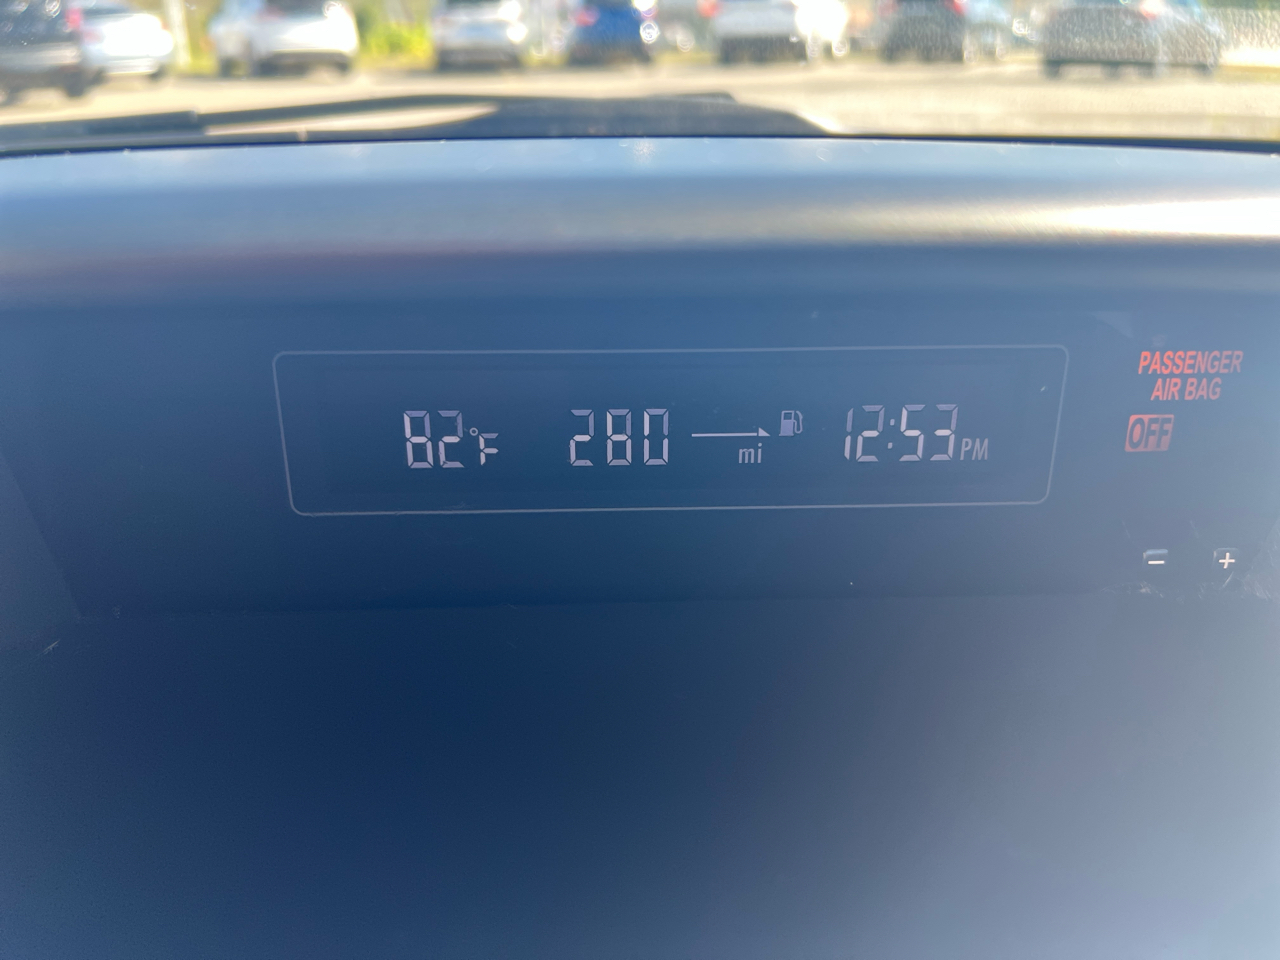 82°F 280 mi 12:53 PM
PASSENGER
AIR BAG
OFF
- +